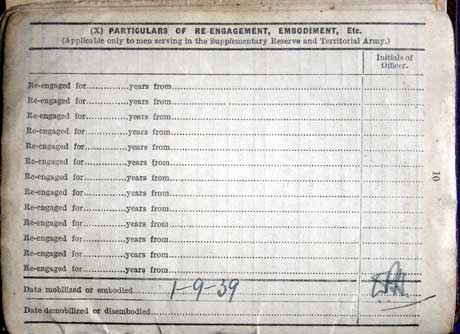 (X) PARTICULARS OF RE-ENGAGEMENT, EMBODIMENT, Etc.
(Applicable only to men serving in the Supplementary Reserve and Territorial Army.)
Initials of
Officer.
Re-engaged for..............years from
Re-engaged for..............years from
Re-engaged for..............years from
Re-engaged for..............years from
Re-engaged for..............years from
Re-engaged for..............years from
Re-engaged for..............years from
Re-engaged for..............years from
Re-engaged for..............years from
Re-engaged for..............years from
Re-engaged for..............years from
Re-engaged for..............years from
Re-engaged for..............years from
Date mobilized or embodied 1-9-39
Date demobilized or disembodied
10